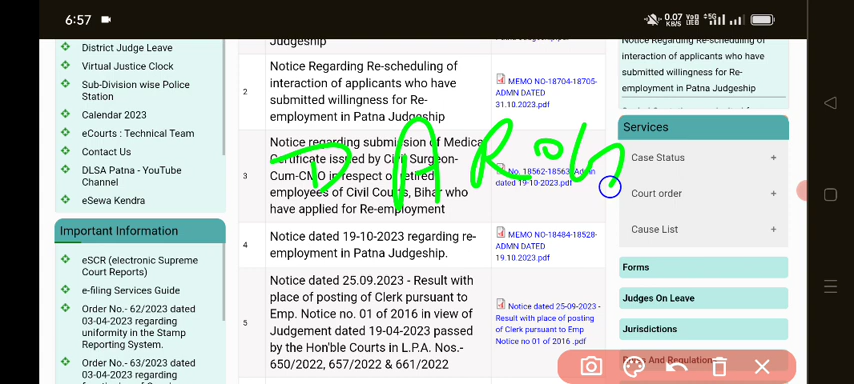 6:57
0.07 KB/S
5G
District Judge Leave
Virtual Justice Clock
Sub-Division wise Police
Station
Calendar 2023
eCourts : Technical Team
Contact Us
DLSA Patna - YouTube
Channel
eSewa Kendra
Important Information
eSCR (electronic Supreme
Court Reports)
e-filing Services Guide
Order No.- 62/2023 dated
03-04-2023 regarding
uniformity in the Stamp
Reporting System.
Order No.- 63/2023 dated
04-04-2023 regarding
Judgeship
2
Notice Regarding Re-scheduling of
interaction of applicants who have
submitted willingness for Re-
employment in Patna Judgeship
MEMO NO-18704-18705-
ADMN DATED
31.10.2023.pdf
3
Notice regarding submission of Medical
Certificate issued by Civil Surgeon-
Cum-CMO in respect of retired
employees of Civil Courts, Bihar who
have applied for Re-employment
No. 18562-18563 Admn
dated 19-10-2023.pdf
DAR
4
Notice dated 19-10-2023 regarding re-
employment in Patna Judgeship.
MEMO NO-18484-18528-
ADMN DATED
19.10.2023.pdf
5
Notice dated 25.09.2023 - Result with
place of posting of Clerk pursuant to
Emp. Notice no. 01 of 2016 in view of
Judgement dated 19-04-2023 passed
by the Hon'ble Courts in L.P.A. Nos.-
650/2022, 657/2022 & 661/2022
Notice dated 25-09-2023 -
Result with place of posting
of Clerk pursuant to Emp
Notice no 01 of 2016 .pdf
Notice Regarding Re-scheduling of
interaction of applicants who have
submitted willingness for Re-
employment in Patna Judgeship
Services
Case Status +
Court order +
Cause List +
Forms
Judges On Leave
Jurisdictions
Rules And Regulation